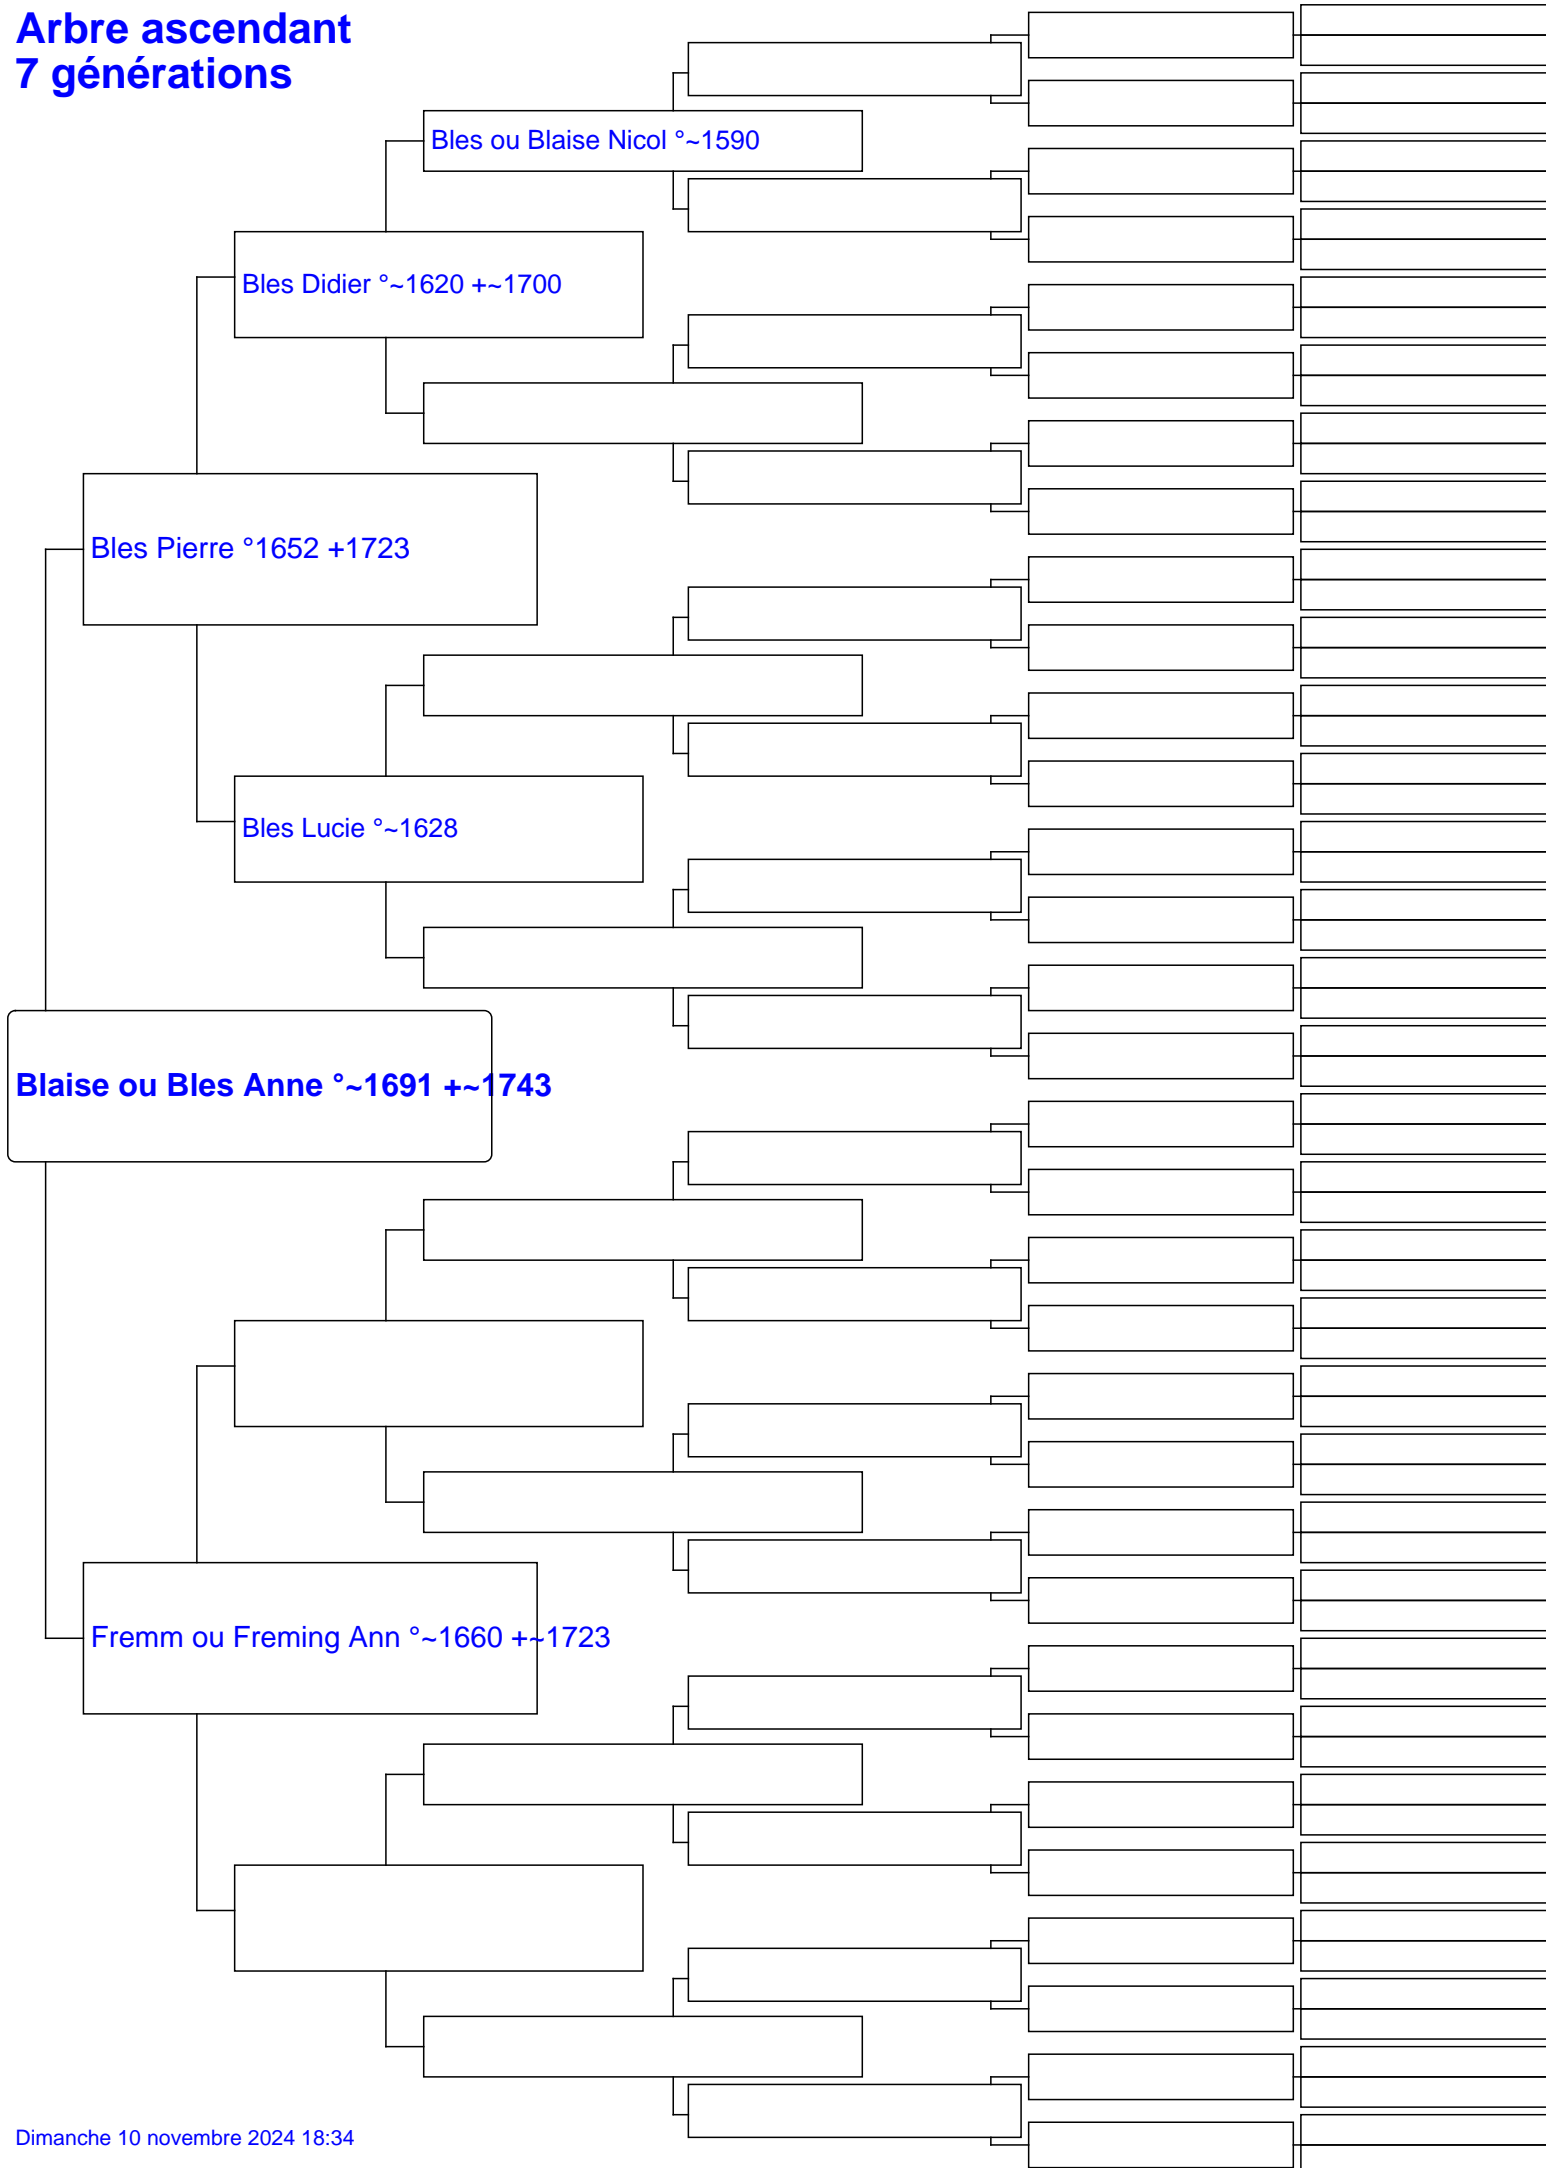 Arbre ascendant
7 générations
Bles ou Blaise Nicol °~1590
Bles Didier °~1620 +~1700
Bles Pierre °1652 +1723
Bles Lucie °~1628
Blaise ou Bles Anne °~1691 +~1743
Fremm ou Freming Ann °~1660 +~1723
Dimanche 10 novembre 2024 18:34